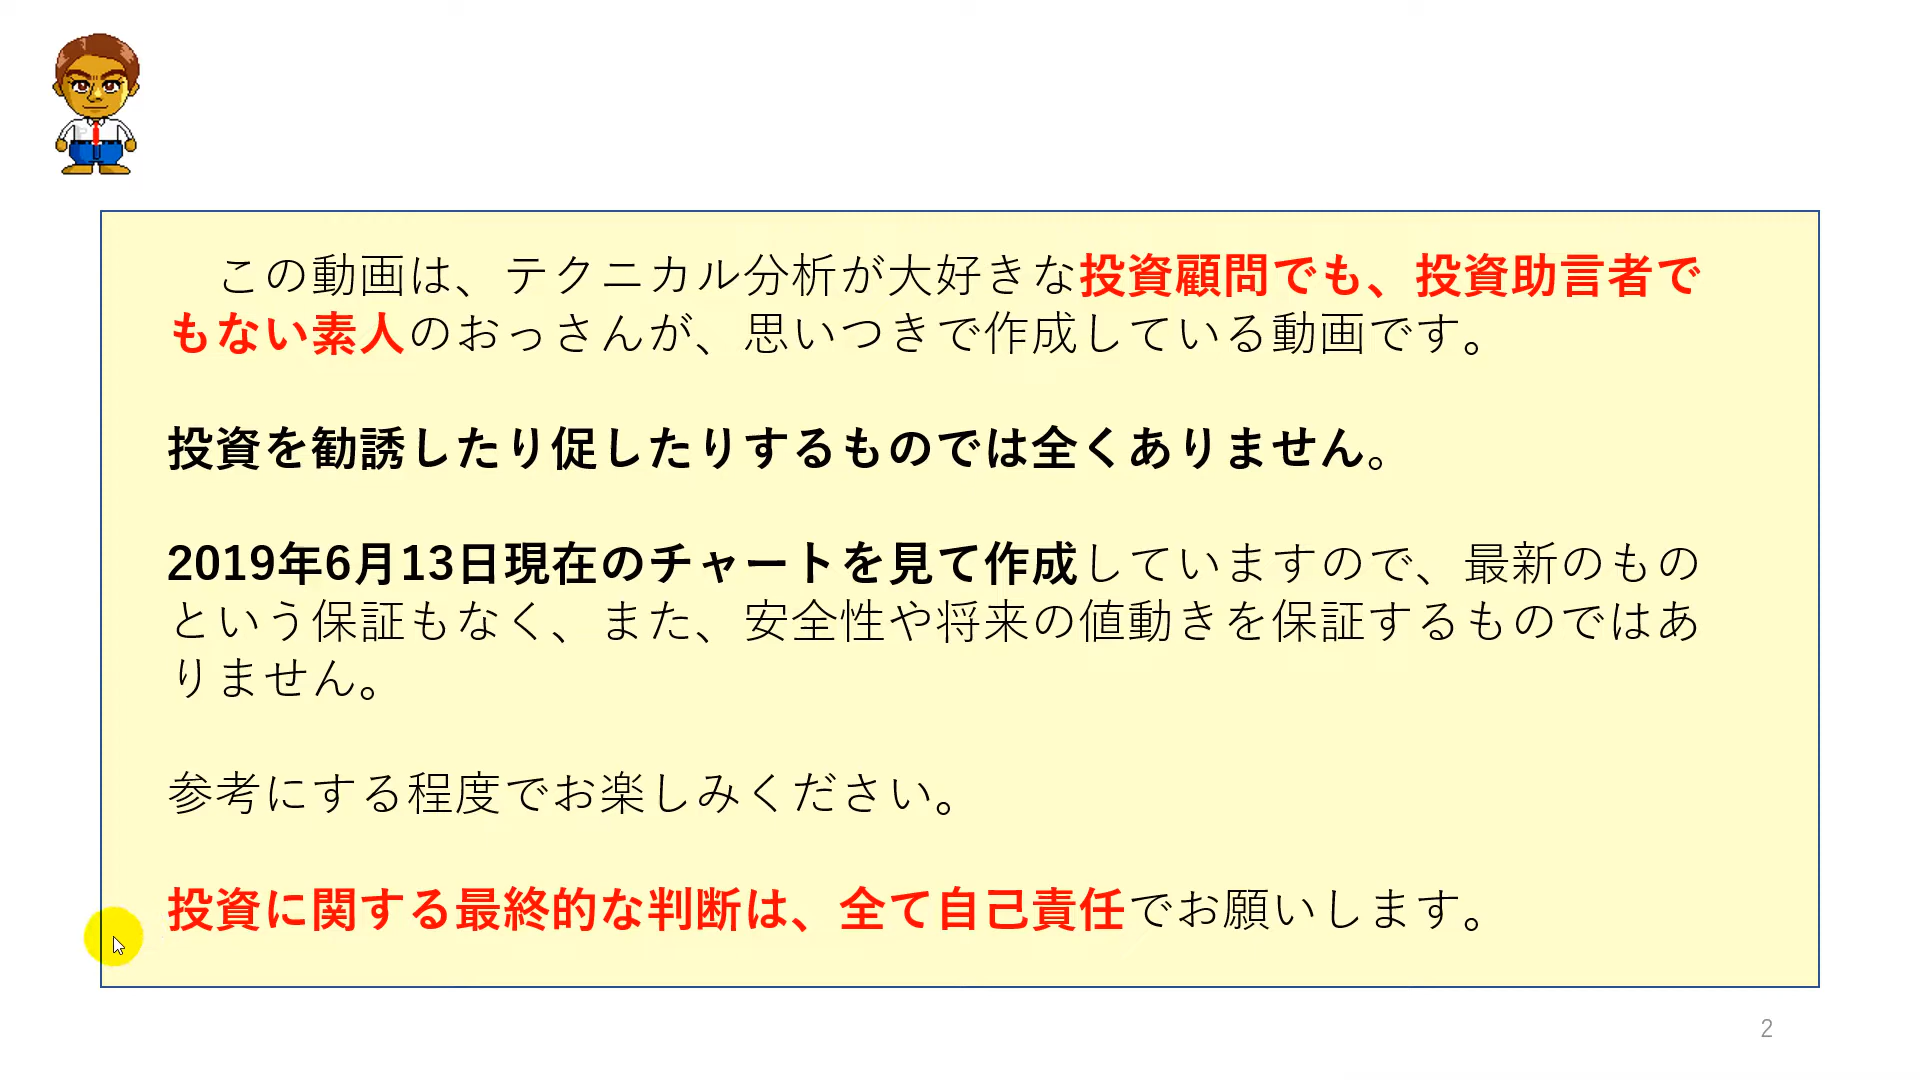 この動画は、テクニカル分析が大好きな投資顧問でも、投資助言者で
もない素人のおっさんが、思いつきで作成している動画です。
投資を勧誘したり促したりするものでは全くありません。
2019年6月13日現在のチャートを見て作成していますので、最新のもの
という保証もなく、また、安全性や将来の値動きを保証するものではあ
りません。
参考にする程度でお楽しみください。
投資に関する最終的な判断は、全て自己責任でお願いします。
2